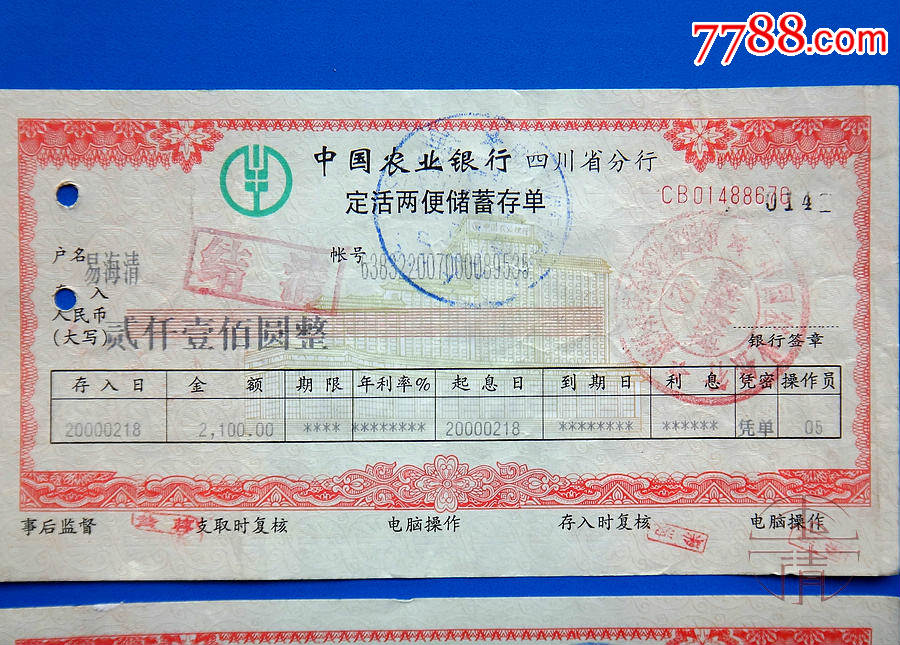 7788.com
中国农业银行 四川省分行
定活两便储蓄存单
CB01488676
0142
户名 易海清
帐号 638322007000089538
结清
存入
人民币
(大写) 贰仟壹佰圆整
银行签章
存入日 金额 期限 年利率% 起息日 到期日 利息 凭密 操作员
20000218 2,100.00 **** ******** 20000218 ******** ****** 凭单 05
事后监督 支取时复核 电脑操作 存入时复核 电脑操作